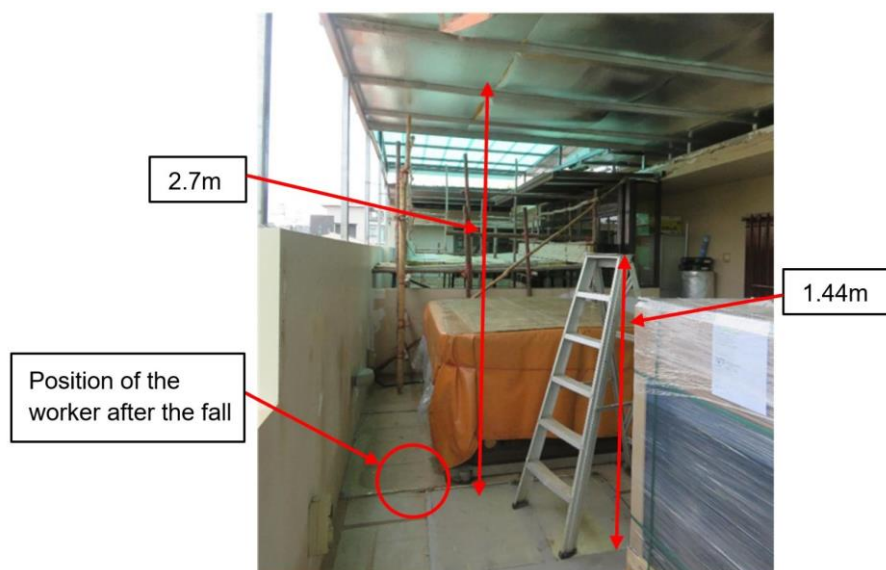 2.7m
1.44m
Position of the
worker after the fall